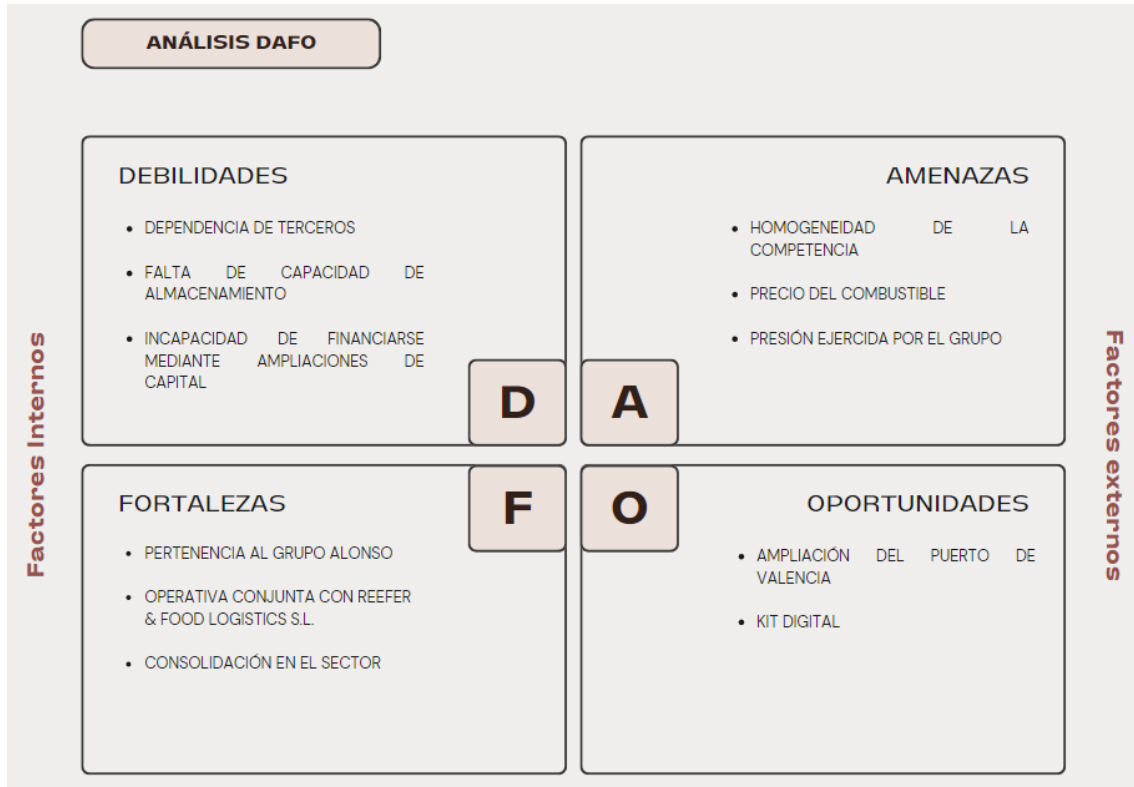 ANÁLISIS DAFO
Factores Internos
DEBILIDADES
• DEPENDENCIA DE TERCEROS
• FALTA DE CAPACIDAD DE
ALMACENAMIENTO
• INCAPACIDAD DE FINANCIARSE
MEDIANTE AMPLIACIONES DE
CAPITAL
D
AMENAZAS
• HOMOGENEIDAD DE LA
COMPETENCIA
• PRECIO DEL COMBUSTIBLE
• PRESIÓN EJERCIDA POR EL GRUPO
A
FORTALEZAS
• PERTENENCIA AL GRUPO ALONSO
• OPERATIVA CONJUNTA CON REEFER
& FOOD LOGISTICS S.L.
• CONSOLIDACIÓN EN EL SECTOR
F
OPORTUNIDADES
• AMPLIACIÓN DEL PUERTO DE
VALENCIA
• KIT DIGITAL
O
Factores externos